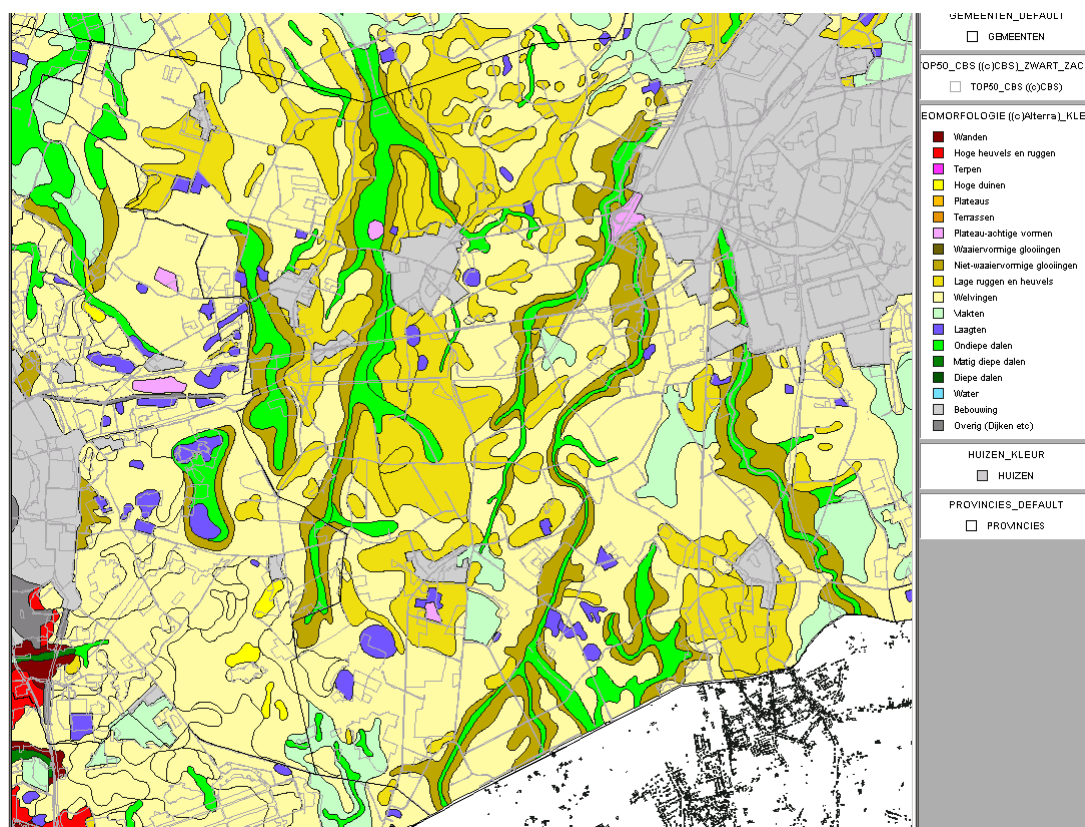 GEMEENTEN_DEFAULT
GEMEENTEN
TOP50_CBS ((c)CBS)_ZWART_ZAC
TOP50_CBS ((c)CBS)
EOMORFOLOGIE ((c)Alterra)_KLE
Wanden
Hoge heuvels en ruggen
Terpen
Hoge duinen
Plateaus
Terrassen
Plateau-achtige vormen
Waaiervormige glooiingen
Niet-waaiervormige glooiingen
Lage ruggen en heuvels
Welvingen
Vlakten
Laagten
Ondiepe dalen
Matig diepe dalen
Diepe dalen
Water
Bebouwing
Overig (Dijken etc)
HUIZEN_KLEUR
HUIZEN
PROVINCIES_DEFAULT
PROVINCIES